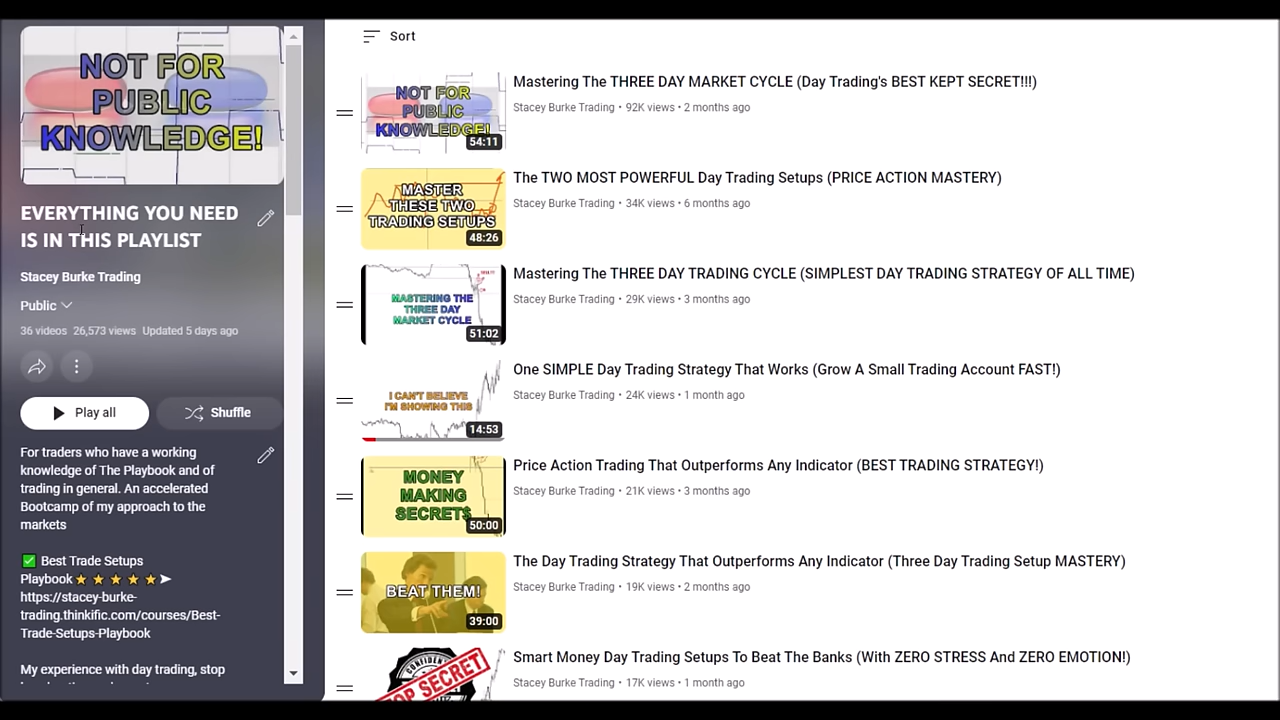 NOT FOR
PUBLIC
KNOWLEDGE!
EVERYTHING YOU NEED
IS IN THIS PLAYLIST
Stacey Burke Trading
Public
36 videos 26,573 views Updated 5 days ago
Play all
Shuffle
For traders who have a working
knowledge of The Playbook and of
trading in general. An accelerated
Bootcamp of my approach to the
markets
✅ Best Trade Setups
Playbook⭐⭐⭐⭐⭐➤
https://stacey-burke-
trading.thinkific.com/courses/Best-
Trade-Setups-Playbook
My experience with day trading, stop
Sort
NOT FOR
PUBLIC
KNOWLEDGE!
54:11
Mastering The THREE DAY MARKET CYCLE (Day Trading's BEST KEPT SECRET!!!)
Stacey Burke Trading • 92K views • 2 months ago
MASTER
THESE TWO
TRADING SETUPS
48:26
The TWO MOST POWERFUL Day Trading Setups (PRICE ACTION MASTERY)
Stacey Burke Trading • 34K views • 6 months ago
MASTERING THE
THREE DAY
MARKET CYCLE
51:02
Mastering The THREE DAY TRADING CYCLE (SIMPLEST DAY TRADING STRATEGY OF ALL TIME)
Stacey Burke Trading • 29K views • 3 months ago
I CAN'T BELIEVE
I'M SHOWING THIS
14:53
One SIMPLE Day Trading Strategy That Works (Grow A Small Trading Account FAST!)
Stacey Burke Trading • 24K views • 1 month ago
MONEY
MAKING
SECRET$
50:00
Price Action Trading That Outperforms Any Indicator (BEST TRADING STRATEGY!)
Stacey Burke Trading • 21K views • 3 months ago
BEAT THEM!
39:00
The Day Trading Strategy That Outperforms Any Indicator (Three Day Trading Setup MASTERY)
Stacey Burke Trading • 19K views • 2 months ago
TOP SECRET
Smart Money Day Trading Setups To Beat The Banks (With ZERO STRESS And ZERO EMOTION!)
Stacey Burke Trading • 17K views • 1 month ago